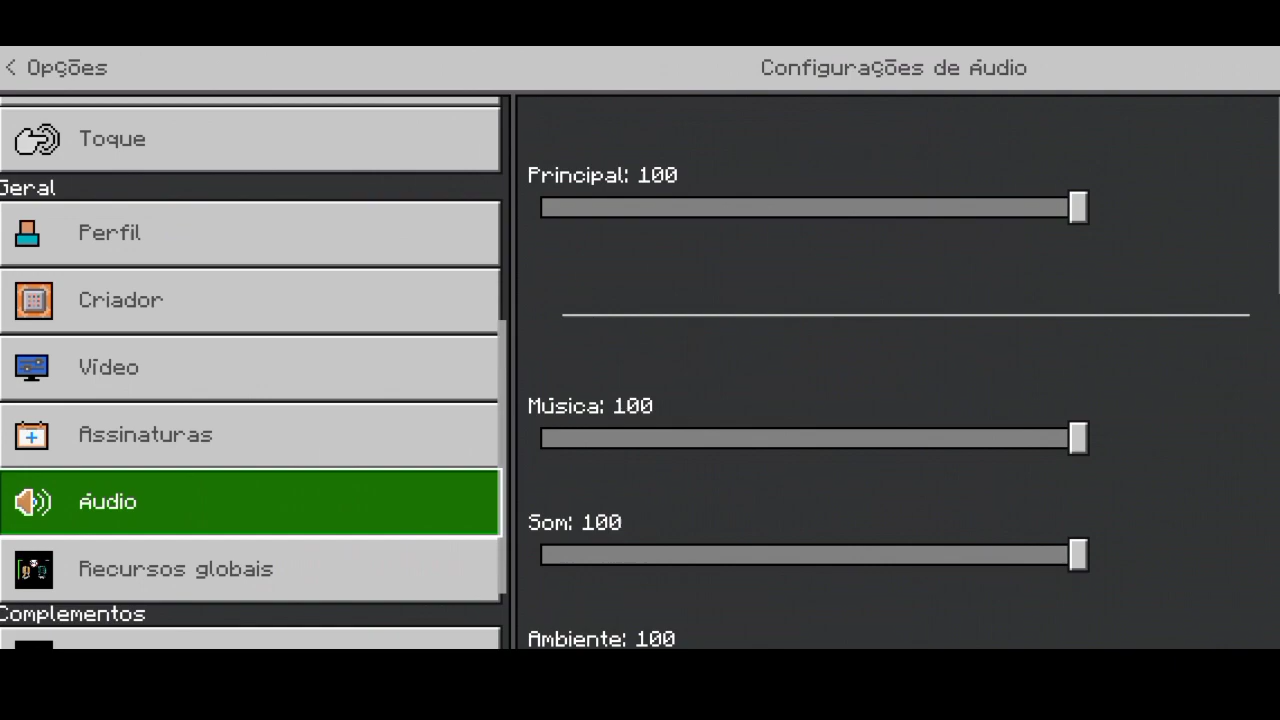 < Opções
Configurações de Áudio
Toque
Geral
Perfil
Criador
Vídeo
Assinaturas
Áudio
Recursos globais
Complementos
Principal: 100
Música: 100
Som: 100
Ambiente: 100